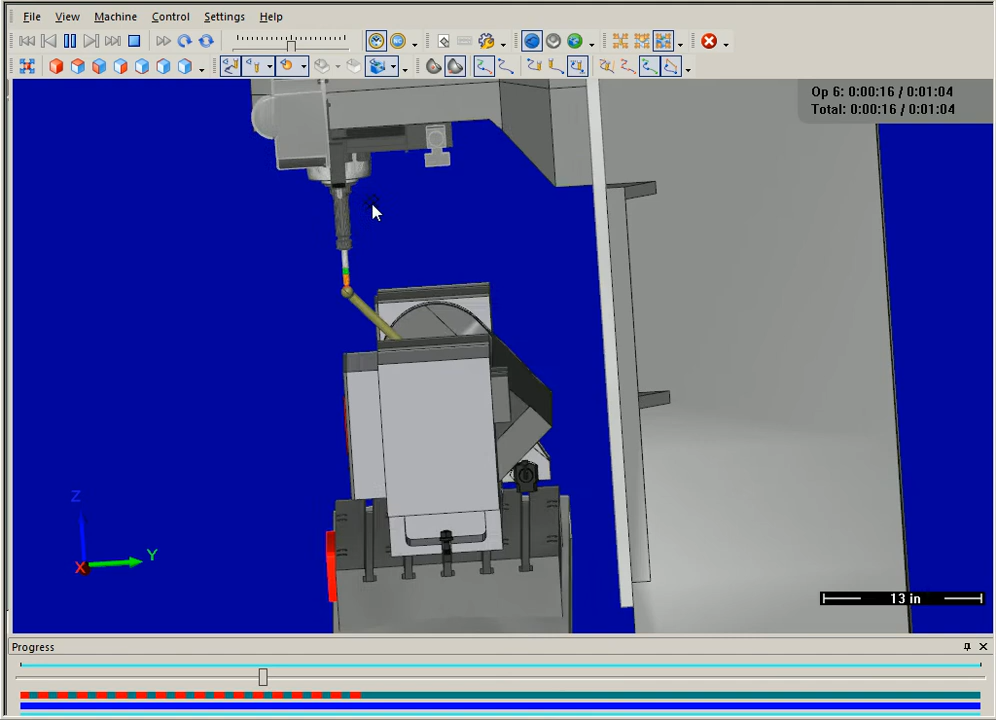 File View Machine Control Settings Help
Op 6: 0:00:16 / 0:01:04
Total: 0:00:16 / 0:01:04
Z
Y
X
13 in
Progress